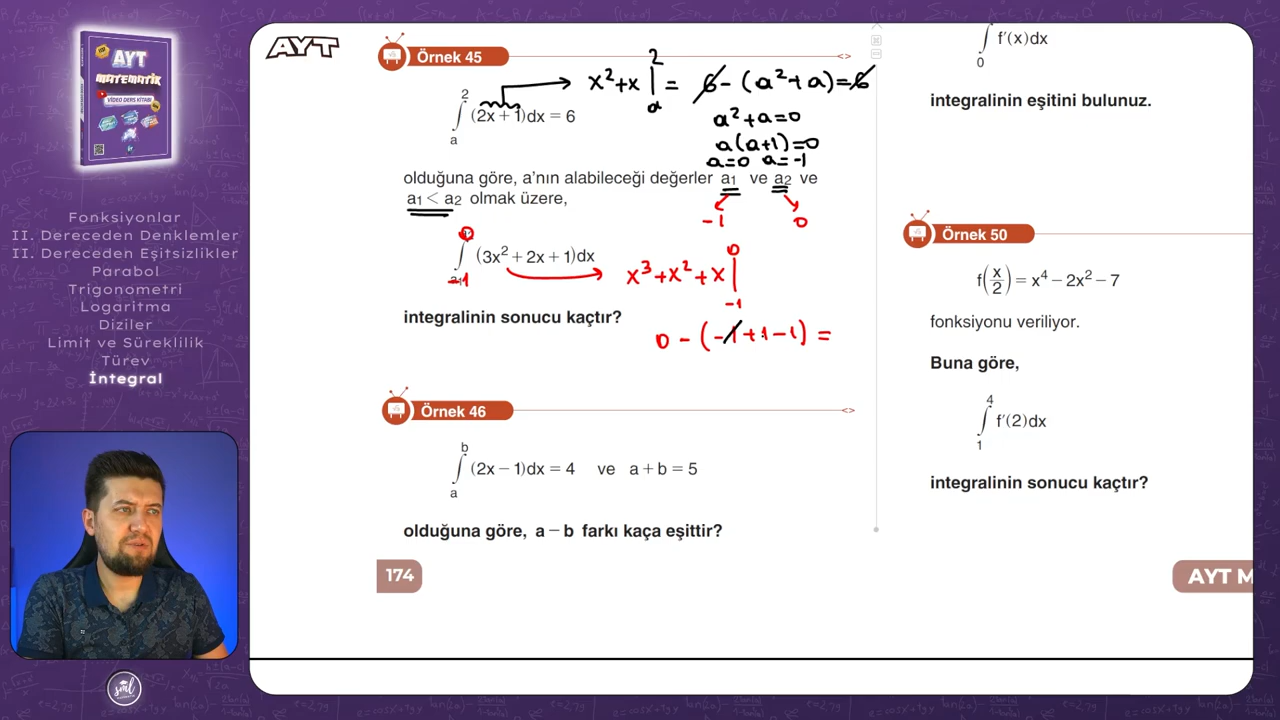 AYT
MATEMATİK
VİDEO DERS KİTABI
Fonksiyonlar
II. Dereceden Denklemler
II. Dereceden Eşitsizlikler
Parabol
Trigonometri
Logaritma
Diziler
Limit ve Süreklilik
Türev
İntegral
sml
AYT
Örnek 45
∫ₐ² (2x + 1)dx = 6
x² + x |ₐ² = 6 - (a² + a) = 6
a² + a = 0
a(a+1) = 0
a = 0 a = -1
olduğuna göre, a'nın alabileceği değerler a₁ ve a₂ ve
a₁ < a₂ olmak üzere,
-1 0
∫₋₁⁰ (3x² + 2x + 1)dx
x³ + x² + x |₋₁⁰
integralinin sonucu kaçtır?
0 - (-1 + 1 - 1) =
Örnek 46
∫ₐᵇ (2x − 1)dx = 4 ve a + b = 5
olduğuna göre, a − b farkı kaça eşittir?
174
∫₀ f′(x)dx
integralinin eşitini bulunuz.
Örnek 50
f(x/2) = x⁴ − 2x² − 7
fonksiyonu veriliyor.
Buna göre,
∫₁⁴ f′(2)dx
integralinin sonucu kaçtır?
AYT M